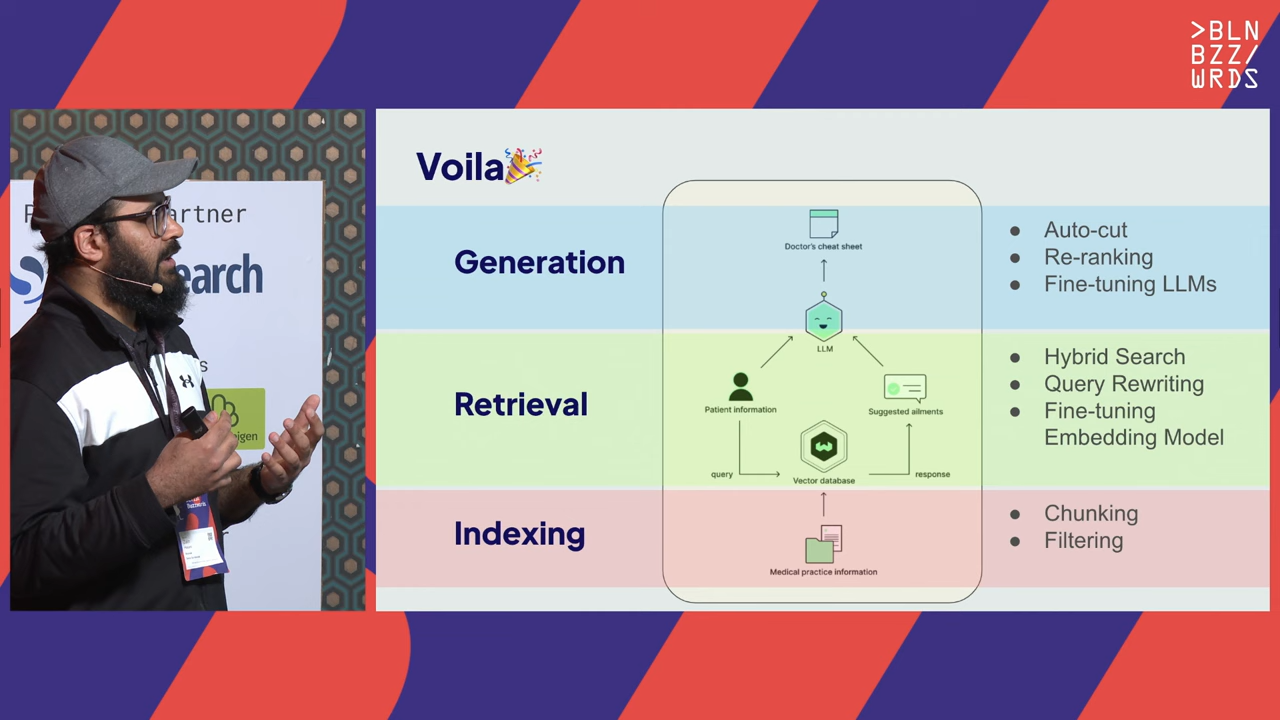 >BLN
BZZ/
WRDS
artner
earch
s
igen
Voila🎉
Generation
Doctor's cheat sheet
LLM
Auto-cut
Re-ranking
Fine-tuning LLMs
Retrieval
Patient information
Suggested ailments
query
Vector database
response
Hybrid Search
Query Rewriting
Fine-tuning
Embedding Model
Indexing
Medical practice information
Chunking
Filtering